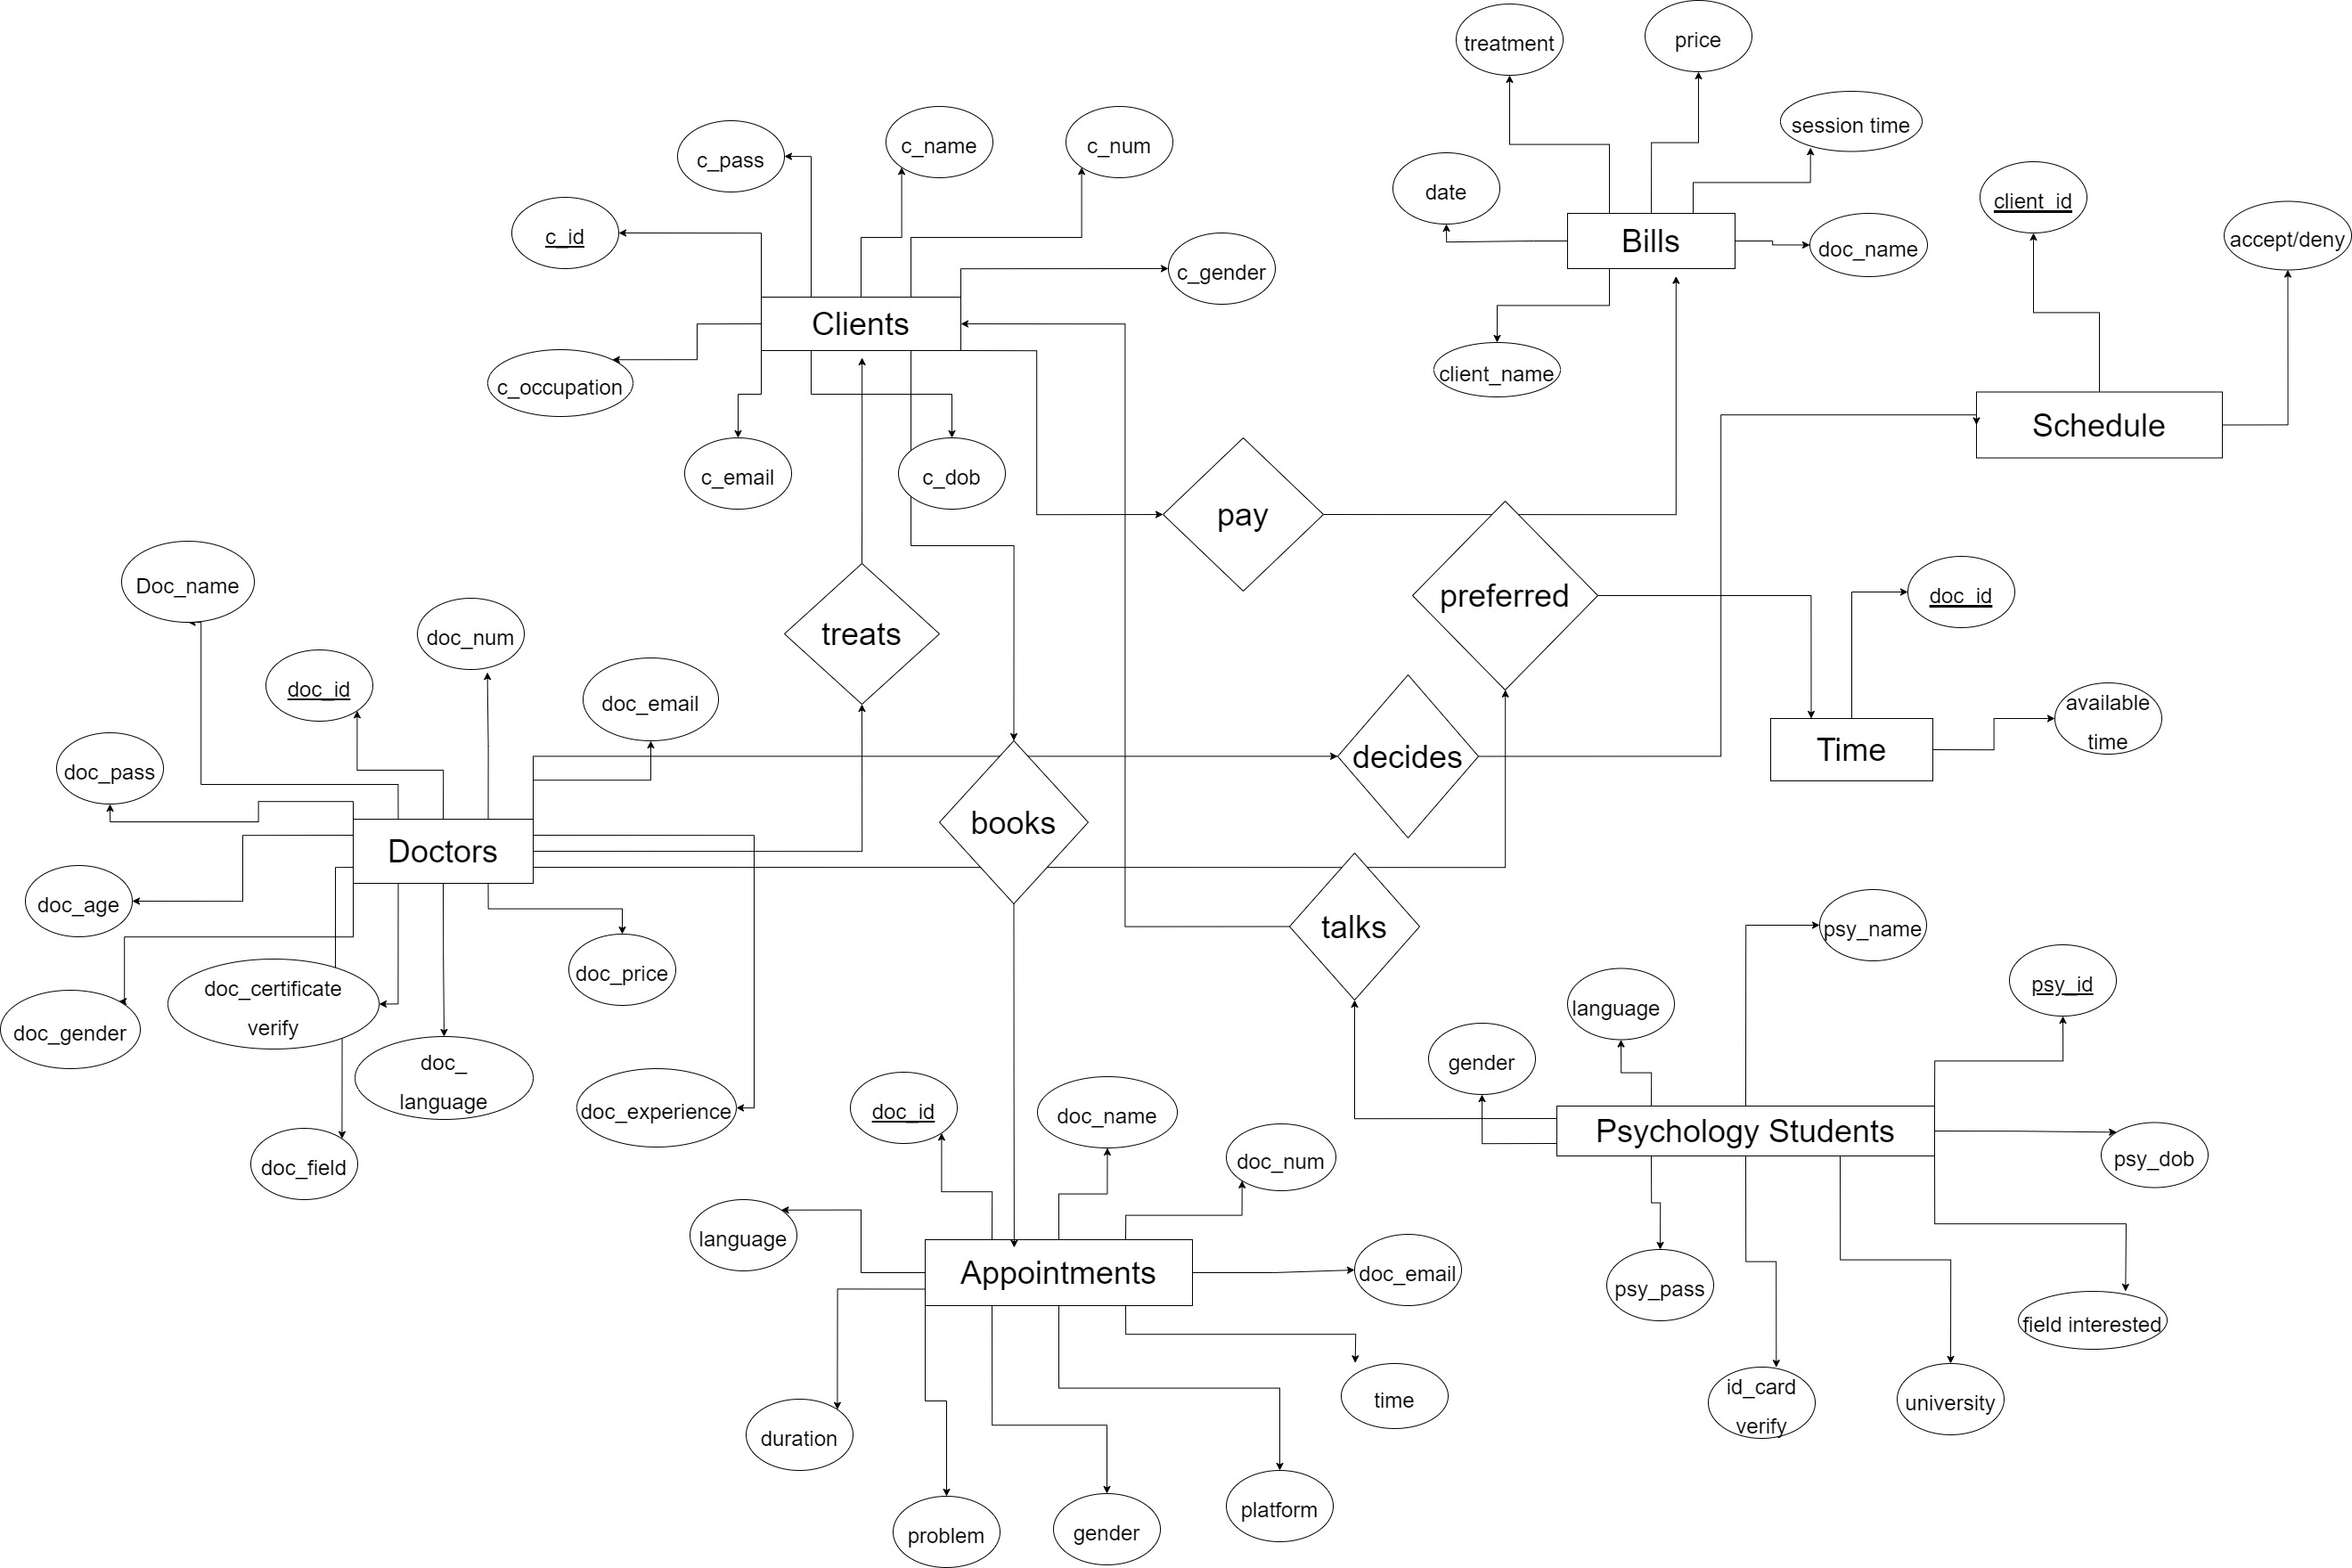 treatment
price
session time
date
Bills
doc_name
client_name
c_pass
c_name
c_num
c_id
c_gender
Clients
c_occupation
c_email
c_dob
client_id
accept/deny
Schedule
pay
preferred
treats
decides
books
talks
doc_id
available
time
Time
Doc_name
doc_num
doc_id
doc_email
doc_pass
Doctors
doc_age
doc_price
doc_certificate
verify
doc_gender
doc_
language
doc_experience
doc_field
doc_id
doc_name
doc_num
language
Appointments
doc_email
time
duration
problem
gender
platform
psy_name
language
psy_id
gender
Psychology Students
psy_dob
psy_pass
field interested
id_card
verify
university